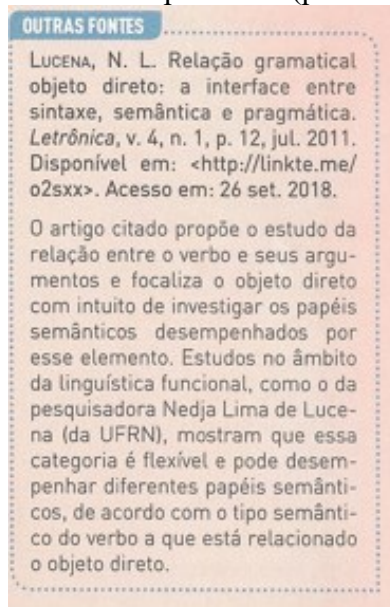 OUTRAS FONTES
LUCENA, N. L. Relação gramatical
objeto direto: a interface entre
sintaxe, semântica e pragmática.
Letrônica, v. 4, n. 1, p. 12, jul. 2011.
Disponível em: <http://linkte.me/
o2sxx>. Acesso em: 26 set. 2018.
O artigo citado propõe o estudo da
relação entre o verbo e seus argu-
mentos e focaliza o objeto direto
com intuito de investigar os papéis
semânticos desempenhados por
esse elemento. Estudos no âmbito
da linguística funcional, como o da
pesquisadora Nedja Lima de Luce-
na (da UFRN), mostram que essa
categoria é flexível e pode desem-
penhar diferentes papéis semânti-
cos, de acordo com o tipo semânti-
co do verbo a que está relacionado
o objeto direto.